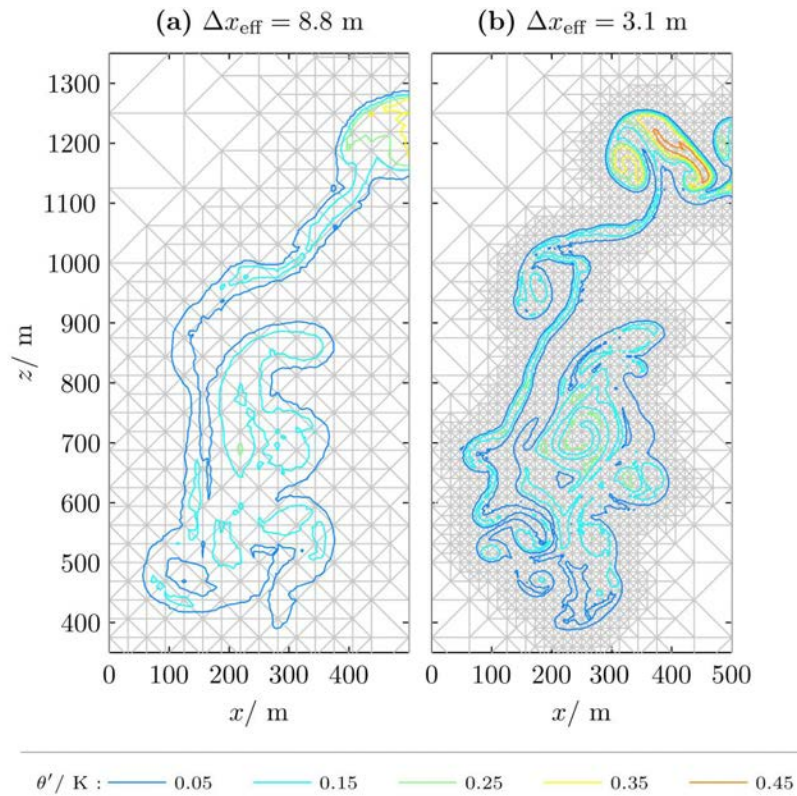 (a) Δx_eff = 8.8 m
(b) Δx_eff = 3.1 m
1300
1200
1100
1000
900
800
700
600
500
400
z/ m
0 100 200 300 400
0 100 200 300 400 500
x/ m
x/ m
θ′/ K : 0.05 0.15 0.25 0.35 0.45